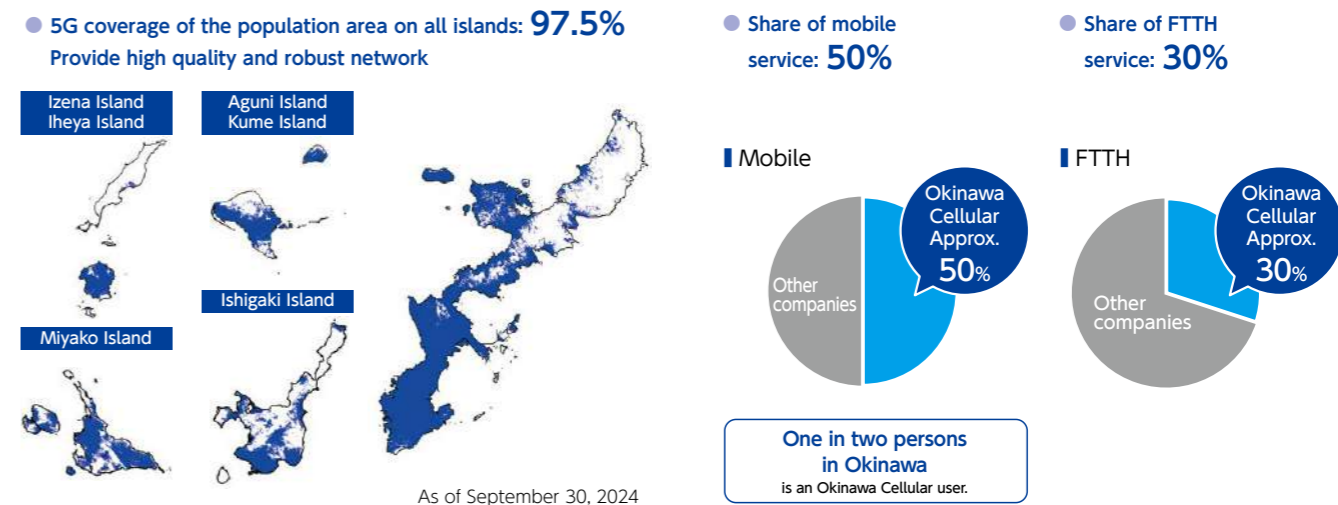 5G coverage of the population area on all islands: 97.5%
Provide high quality and robust network
Izena Island
Iheya Island
Aguni Island
Kume Island
Miyako Island
Ishigaki Island
As of September 30, 2024
Share of mobile
service: 50%
Mobile
Okinawa
Cellular
Approx.
50%
Other
companies
One in two persons
in Okinawa
is an Okinawa Cellular user.
Share of FTTH
service: 30%
FTTH
Okinawa
Cellular
Approx.
30%
Other
companies